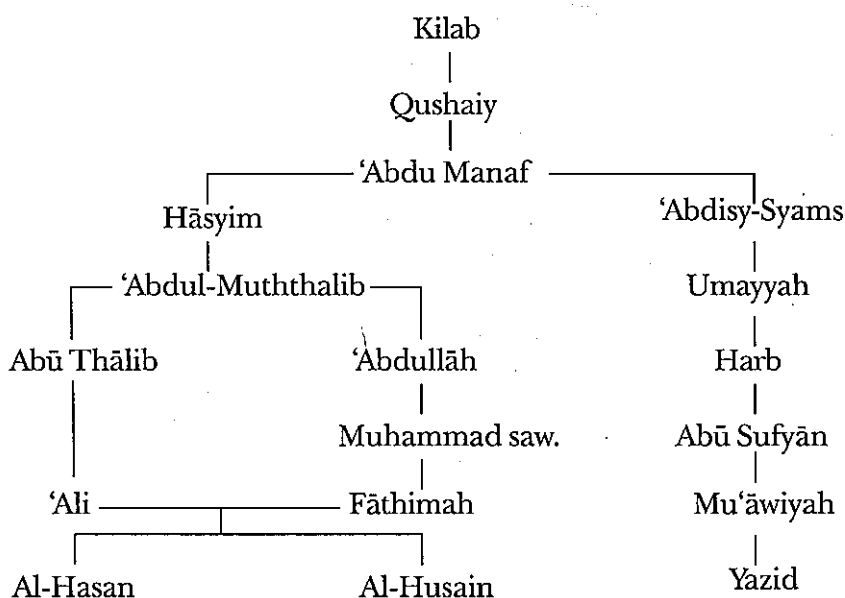 Kilab
Qushaiy
‘Abdu Manaf
Hāsyim
‘Abdisy-Syams
‘Abdul-Muththalib
Umayyah
Abū Thālib
‘Abdullāh
Harb
Muhammad saw.
Abū Sufyān
‘Ali
Fāthimah
Mu‘āwiyah
Al-Hasan
Al-Husain
Yazid